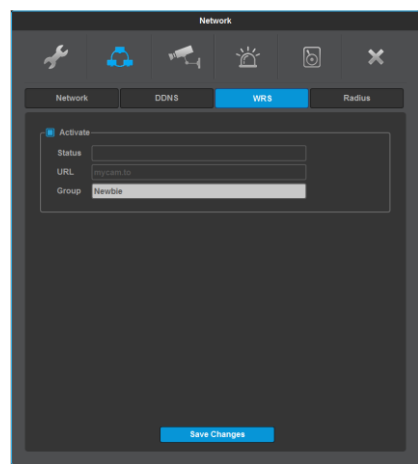 Network
Network DDNS WRS Radius
Activate
Status
URL mycam.to
Group Newbie
Save Changes